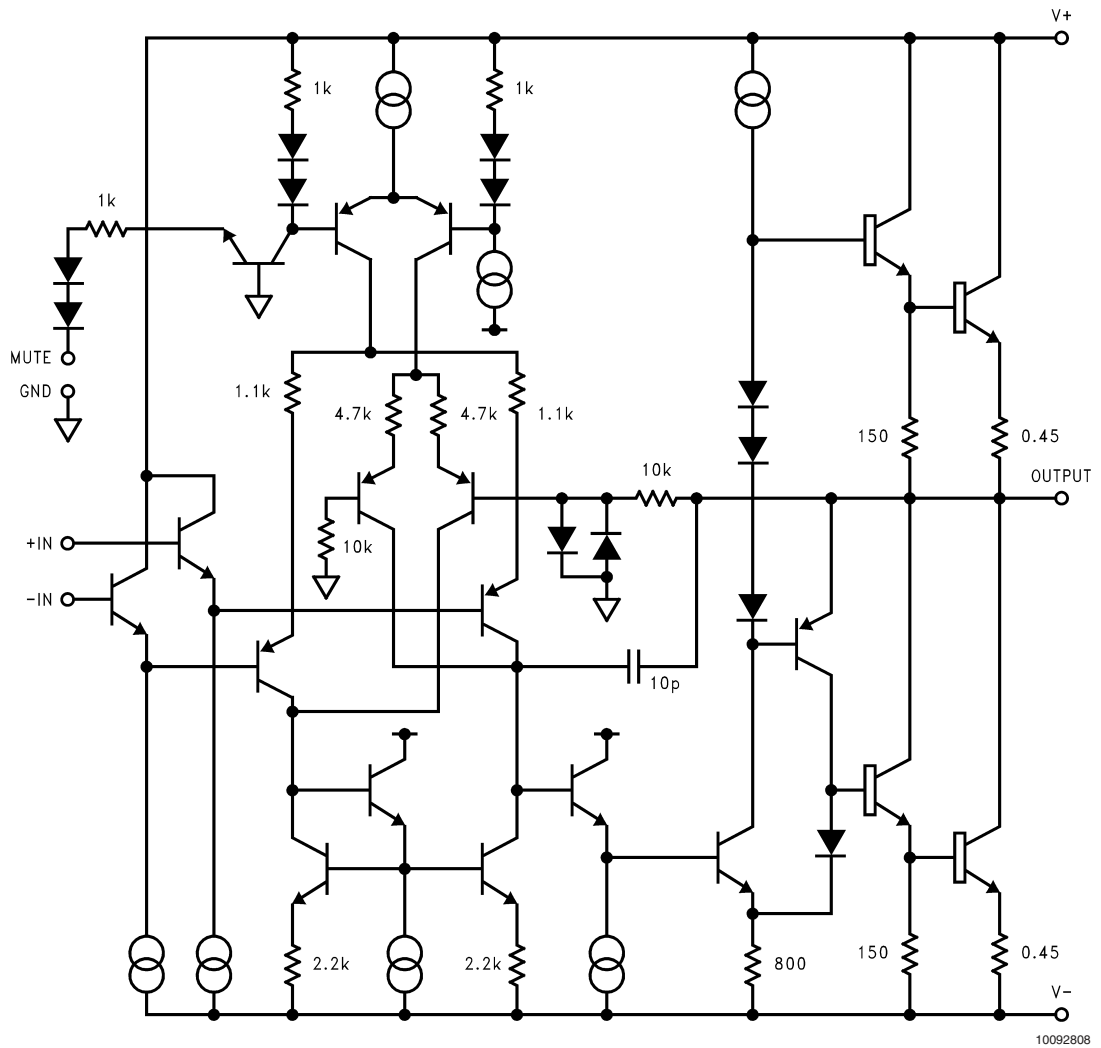 V+
1k
1k
1k
MUTE
GND
1.1k
4.7k
4.7k
1.1k
150
0.45
10k
OUTPUT
+IN
10k
-IN
10p
2.2k
2.2k
800
150
0.45
V-
10092808